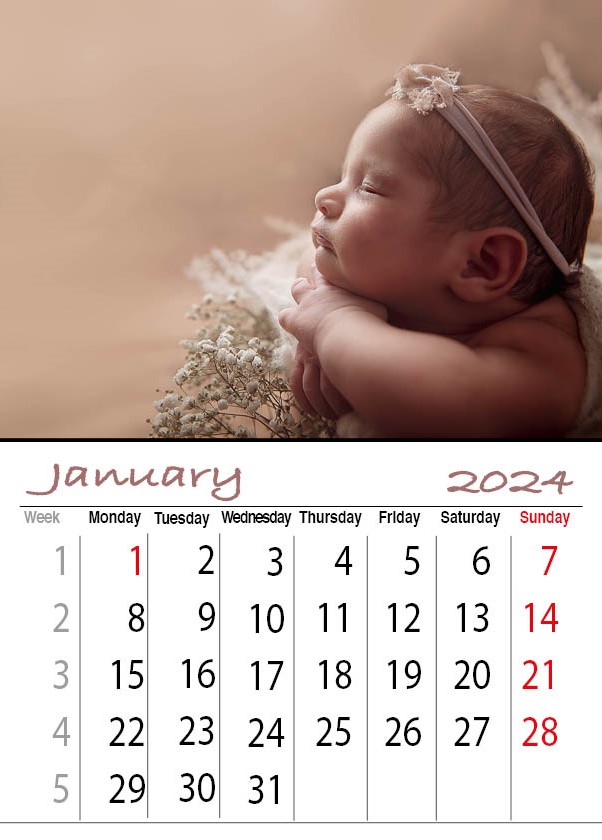 January 2024
Week Monday Tuesday Wednesday Thursday Friday Saturday Sunday
1 1 2 3 4 5 6 7
2 8 9 10 11 12 13 14
3 15 16 17 18 19 20 21
4 22 23 24 25 26 27 28
5 29 30 31